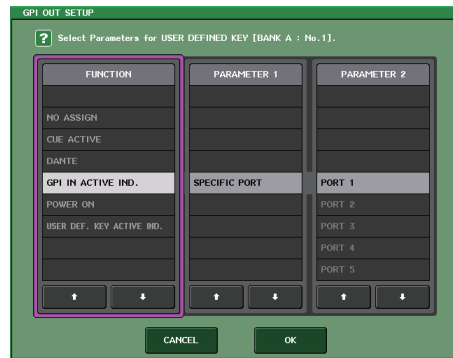 GPI OUT SETUP
? Select Parameters for USER DEFINED KEY [BANK A : No.1].
FUNCTION
NO ASSIGN
CUE ACTIVE
DANTE
GPI IN ACTIVE IND.
POWER ON
USER DEF. KEY ACTIVE IND.
PARAMETER 1
SPECIFIC PORT
PARAMETER 2
PORT 1
PORT 2
PORT 3
PORT 4
PORT 5
CANCEL
OK